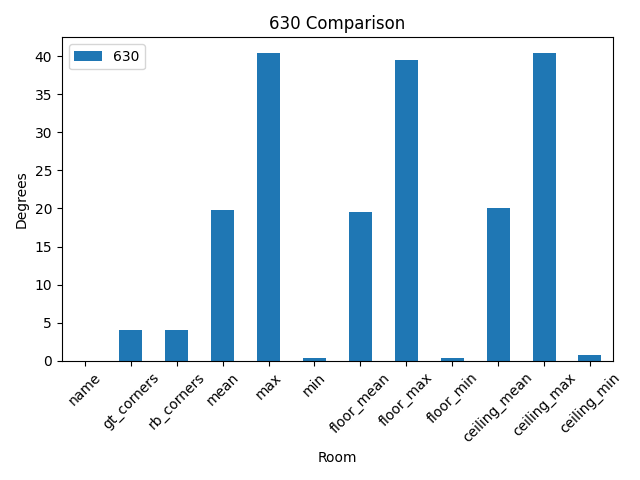 630 Comparison
630
Degrees
40
35
30
25
20
15
10
5
0
name
gt_corners
rb_corners
mean
max
min
floor_mean
floor_max
floor_min
ceiling_mean
ceiling_max
ceiling_min
Room